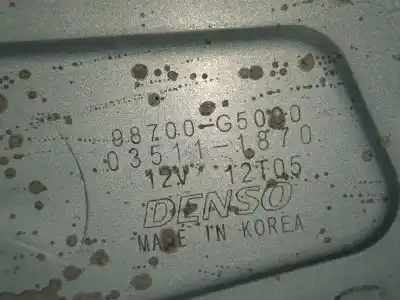 98700-G5000
03511-1870
12V 12T05
DENSO
MADE IN KOREA